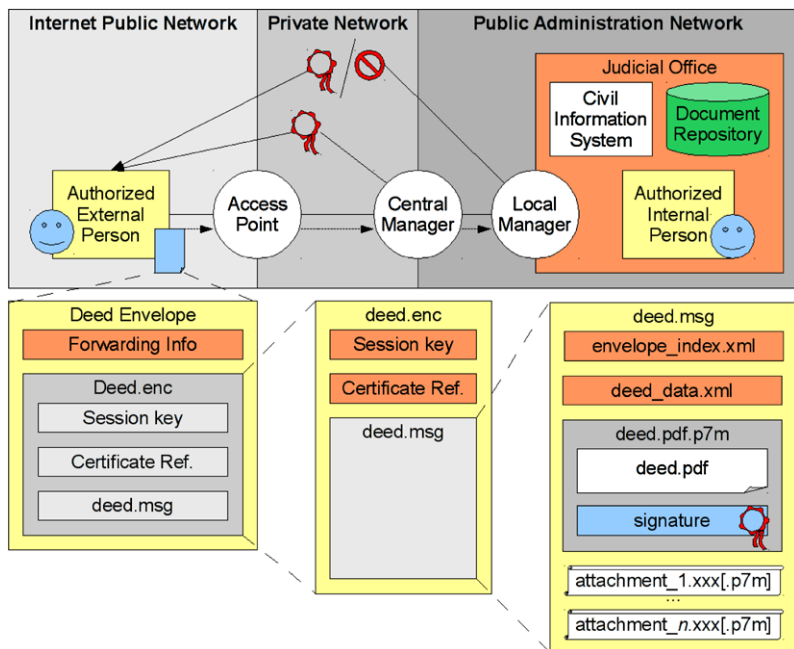 Internet Public Network
Private Network
Public Administration Network
Judicial Office
Civil
Information
System
Document
Repository
Authorized
External
Person
Access
Point
Central
Manager
Local
Manager
Authorized
Internal
Person
Deed Envelope
Forwarding Info
Deed.enc
Session key
Certificate Ref.
deed.msg
deed.enc
Session key
Certificate Ref.
deed.msg
deed.msg
envelope_index.xml
deed_data.xml
deed.pdf.p7m
deed.pdf
signature
attachment_1.xxx[.p7m]
...
attachment_n.xxx[.p7m]